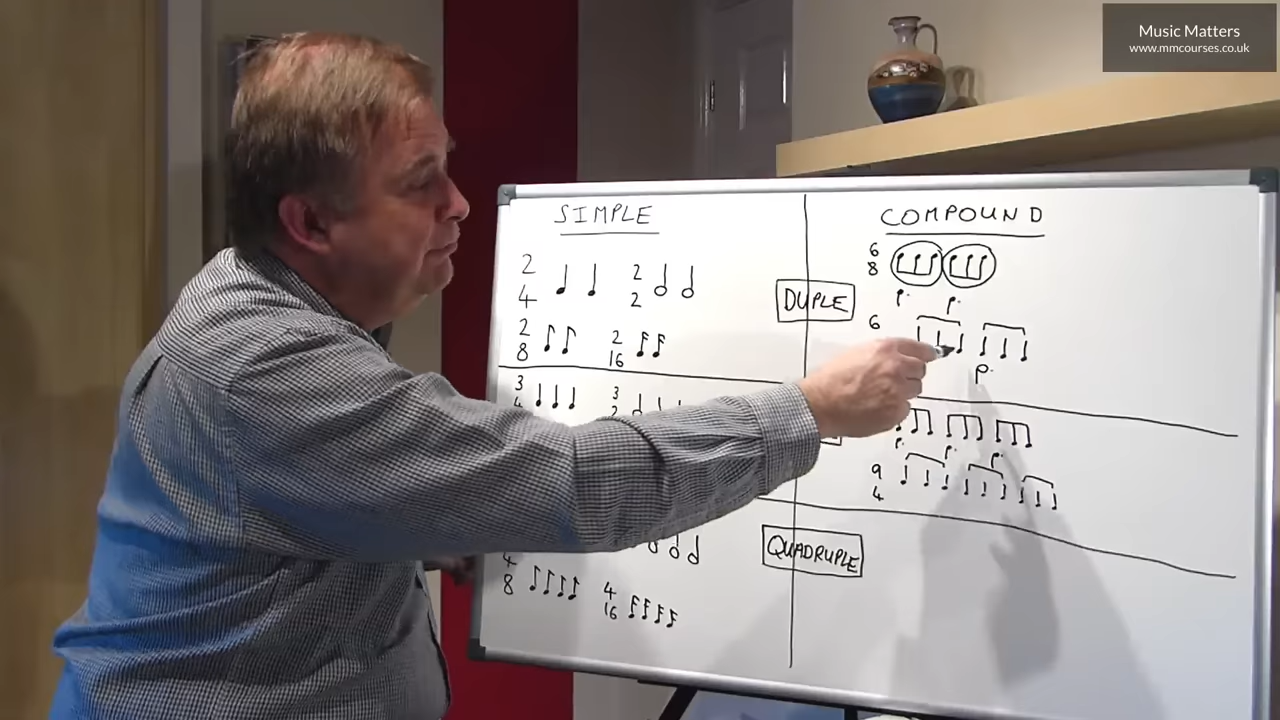 Music Matters
www.mmcourses.co.uk
SIMPLE
COMPOUND
2 4
2 2
2 8
2 16
DUPLE
6 8
6
3 4
3
9 4
QUADRUPLE
4 8
4 16